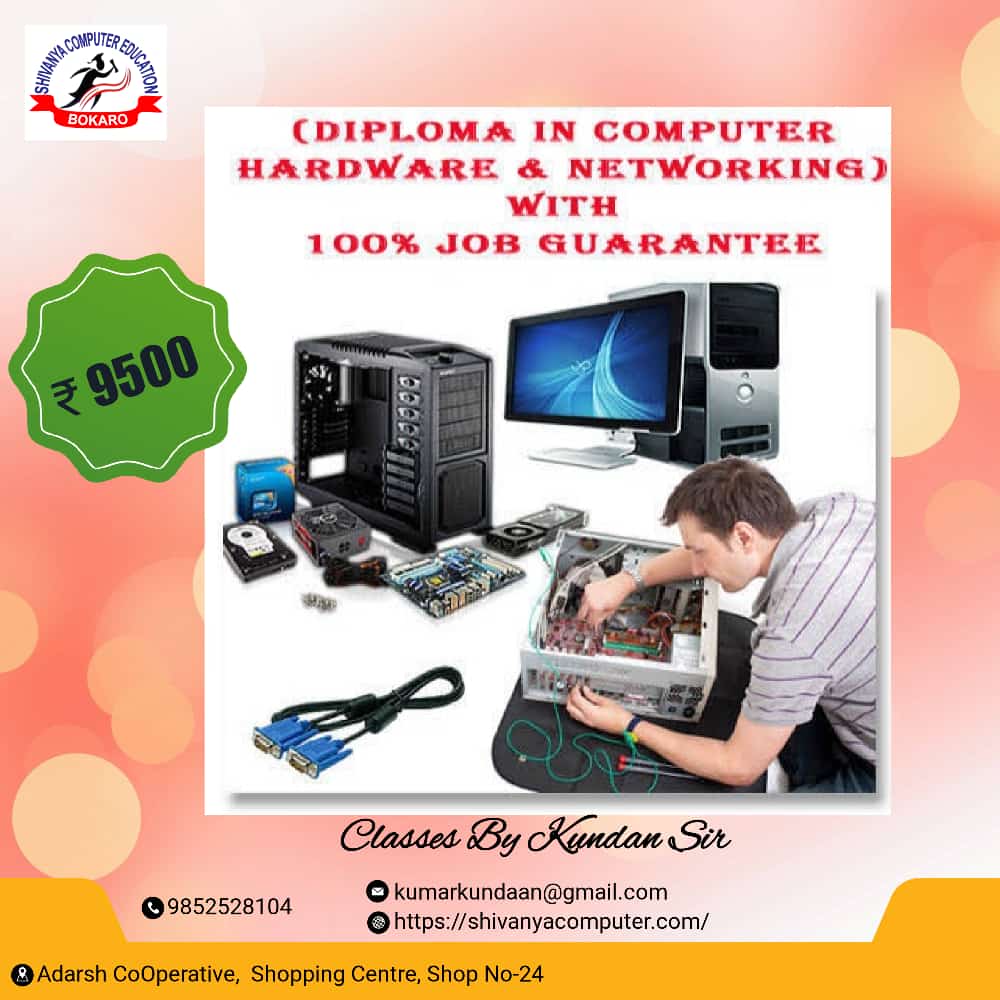 SHIVANYA COMPUTER EDUCATION
BOKARO
(DIPLOMA IN COMPUTER
HARDWARE & NETWORKING)
WITH
100% JOB GUARANTEE
₹ 9500
Classes By Kundan Sir
9852528104
kumarkundaan@gmail.com
https://shivanyacomputer.com/
Adarsh CoOperative, Shopping Centre, Shop No-24